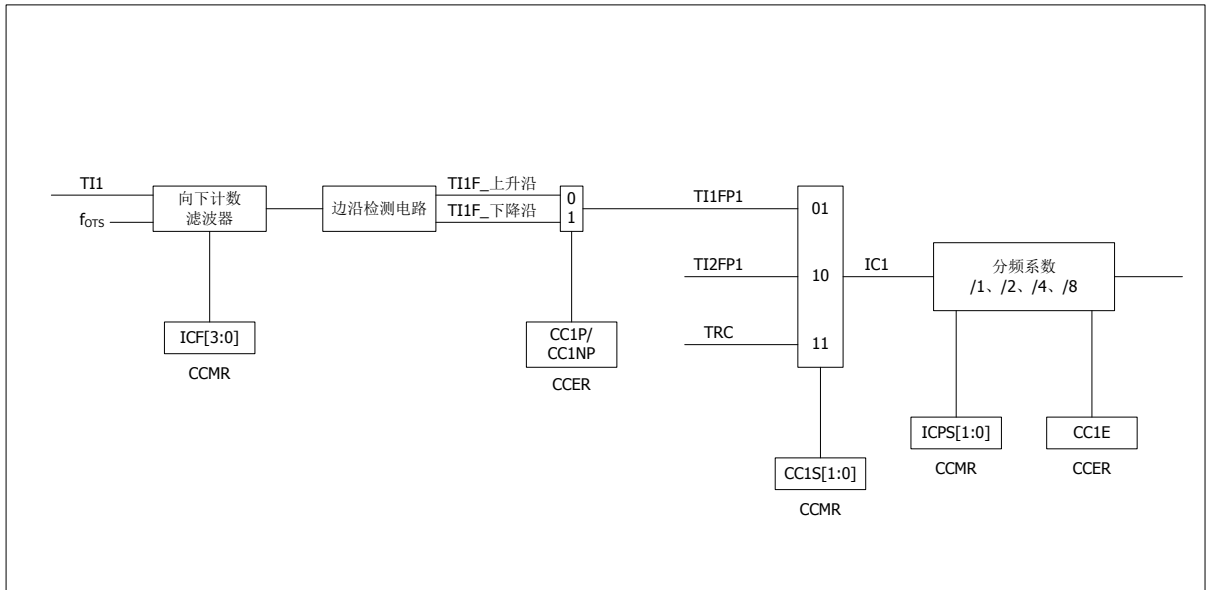 TI1
fOTS
向下计数
滤波器
ICF[3:0]
CCMR
边沿检测电路
TI1F_上升沿
TI1F_下降沿
0
1
CC1P/
CC1NP
CCER
TI1FP1
TI2FP1
TRC
01
10
11
CC1S[1:0]
CCMR
IC1
分频系数
/1、/2、/4、/8
ICPS[1:0]
CCMR
CC1E
CCER